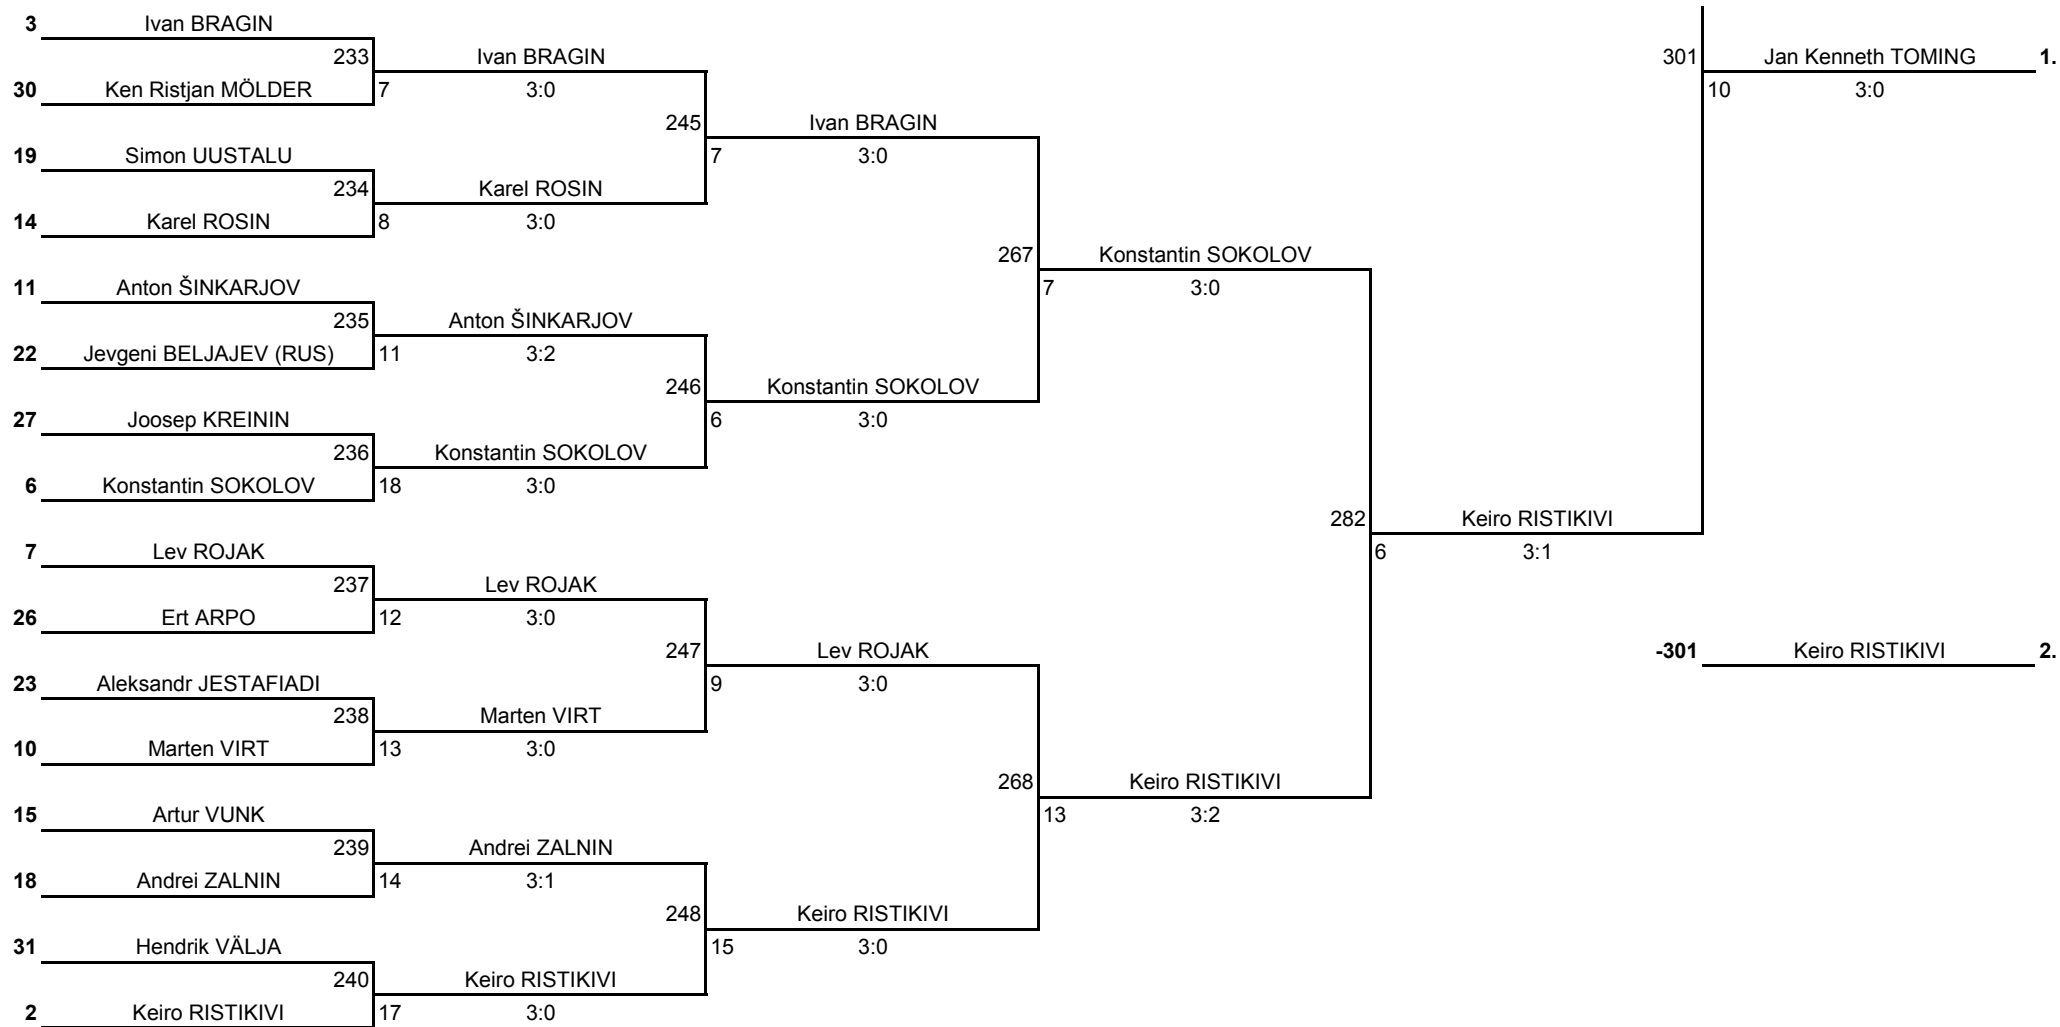 3 Ivan BRAGIN
233 Ivan BRAGIN 301 Jan Kenneth TOMING 1.
30 Ken Ristjan MÖLDER 7 3:0 10 3:0
245 Ivan BRAGIN
19 Simon UUSTALU 7 3:0
234 Karel ROSIN
14 Karel ROSIN 8 3:0
267 Konstantin SOKOLOV
11 Anton ŠINKARJOV 7 3:0
235 Anton ŠINKARJOV
22 Jevgeni BELJAJEV (RUS) 11 3:2
246 Konstantin SOKOLOV
27 Joosep KREININ 6 3:0
236 Konstantin SOKOLOV
6 Konstantin SOKOLOV 18 3:0
282 Keiro RISTIKIVI
7 Lev ROJAK 6 3:1
237 Lev ROJAK
26 Ert ARPO 12 3:0
247 Lev ROJAK -301 Keiro RISTIKIVI 2.
23 Aleksandr JESTAFIADI 9 3:0
238 Marten VIRT
10 Marten VIRT 13 3:0
268 Keiro RISTIKIVI
15 Artur VUNK 13 3:2
239 Andrei ZALNIN
18 Andrei ZALNIN 14 3:1
248 Keiro RISTIKIVI
31 Hendrik VÄLJA 15 3:0
240 Keiro RISTIKIVI
2 Keiro RISTIKIVI 17 3:0